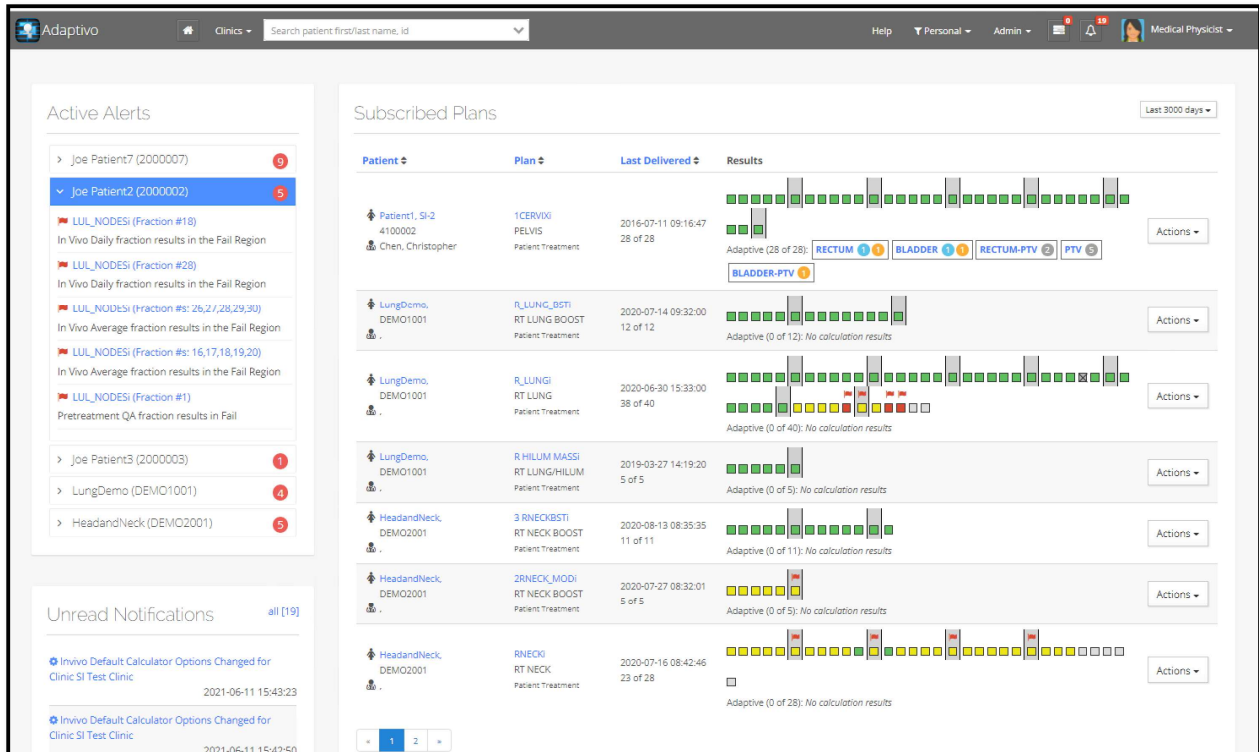 Adaptivo
Clinics
Search patient first/last name, id
Help
Personal
Admin
0
19
Medical Physicist
Active Alerts
> Joe Patient7 (2000007) 9
Joe Patient2 (2000002) 5
LUL_NODESi (Fraction #18)
In Vivo Daily fraction results in the Fail Region
LUL_NODESi (Fraction #28)
In Vivo Daily fraction results in the Fail Region
LUL_NODESi (Fraction #s: 26,27,28,29,30)
In Vivo Average fraction results in the Fail Region
LUL_NODESi (Fraction #s: 16,17,18,19,20)
In Vivo Average fraction results in the Fail Region
LUL_NODESi (Fraction #1)
Pretreatment QA fraction results in Fail
> Joe Patient3 (2000003) 1
> LungDemo (DEMO1001) 4
> HeadandNeck (DEMO2001) 5
Unread Notifications all [19]
Invivo Default Calculator Options Changed for
Clinic SI Test Clinic
2021-06-11 15:43:23
Invivo Default Calculator Options Changed for
Clinic SI Test Clinic
2021-06-11 15:42:50
Subscribed Plans
Last 3000 days
Patient Plan Last Delivered Results
Patient1, SI-2
4100002
Chen, Christopher
1CERVIXi
PELVIS
Patient Treatment
2016-07-11 09:16:47
28 of 28
Adaptive (28 of 28): RECTUM 1 1 BLADDER 1 1 RECTUM-PTV 2 PTV 5
BLADDER-PTV 1
Actions
LungDemo,
DEMO1001
.
R_LUNG_BSTi
RT LUNG BOOST
Patient Treatment
2020-07-14 09:32:00
12 of 12
Adaptive (0 of 12): No calculation results
Actions
LungDemo,
DEMO1001
.
R_LUNGi
RT LUNG
Patient Treatment
2020-06-30 15:33:00
38 of 40
Adaptive (0 of 40): No calculation results
Actions
LungDemo,
DEMO1001
.
R HILUM MASSi
RT LUNG/HILUM
Patient Treatment
2019-03-27 14:19:20
5 of 5
Adaptive (0 of 5): No calculation results
Actions
HeadandNeck,
DEMO2001
.
3 RNECKBSTi
RT NECK BOOST
Patient Treatment
2020-08-13 08:35:35
11 of 11
Adaptive (0 of 11): No calculation results
Actions
HeadandNeck,
DEMO2001
.
2RNECK_MODi
RT NECK BOOST
Patient Treatment
2020-07-27 08:32:01
5 of 5
Adaptive (0 of 5): No calculation results
Actions
HeadandNeck,
DEMO2001
.
RNECKi
RT NECK
Patient Treatment
2020-07-16 08:42:46
23 of 28
Adaptive (0 of 28): No calculation results
Actions
« 1 2 »